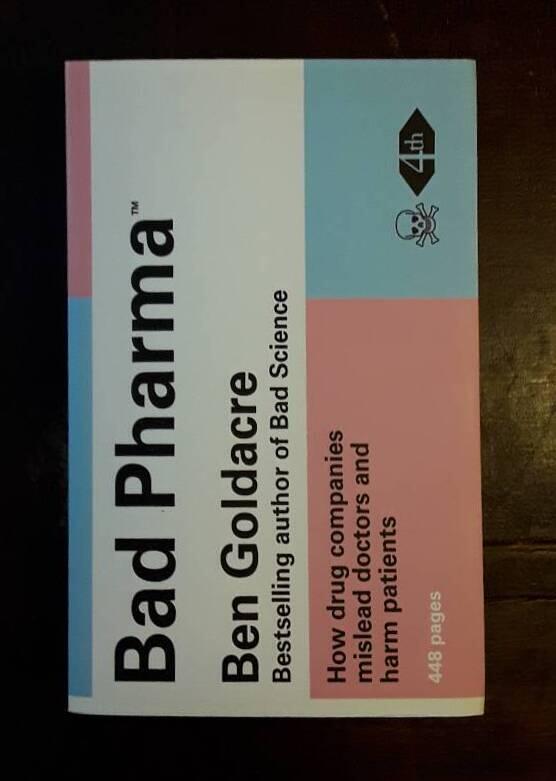 Bad Pharma™
Ben Goldacre
Bestselling author of Bad Science
How drug companies
mislead doctors and
harm patients
448 pages
4th